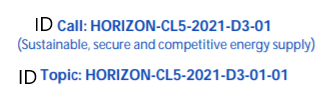 ID Call: HORIZON-CL5-2021-D3-01
(Sustainable, secure and competitive energy supply)
ID Topic: HORIZON-CL5-2021-D3-01-01